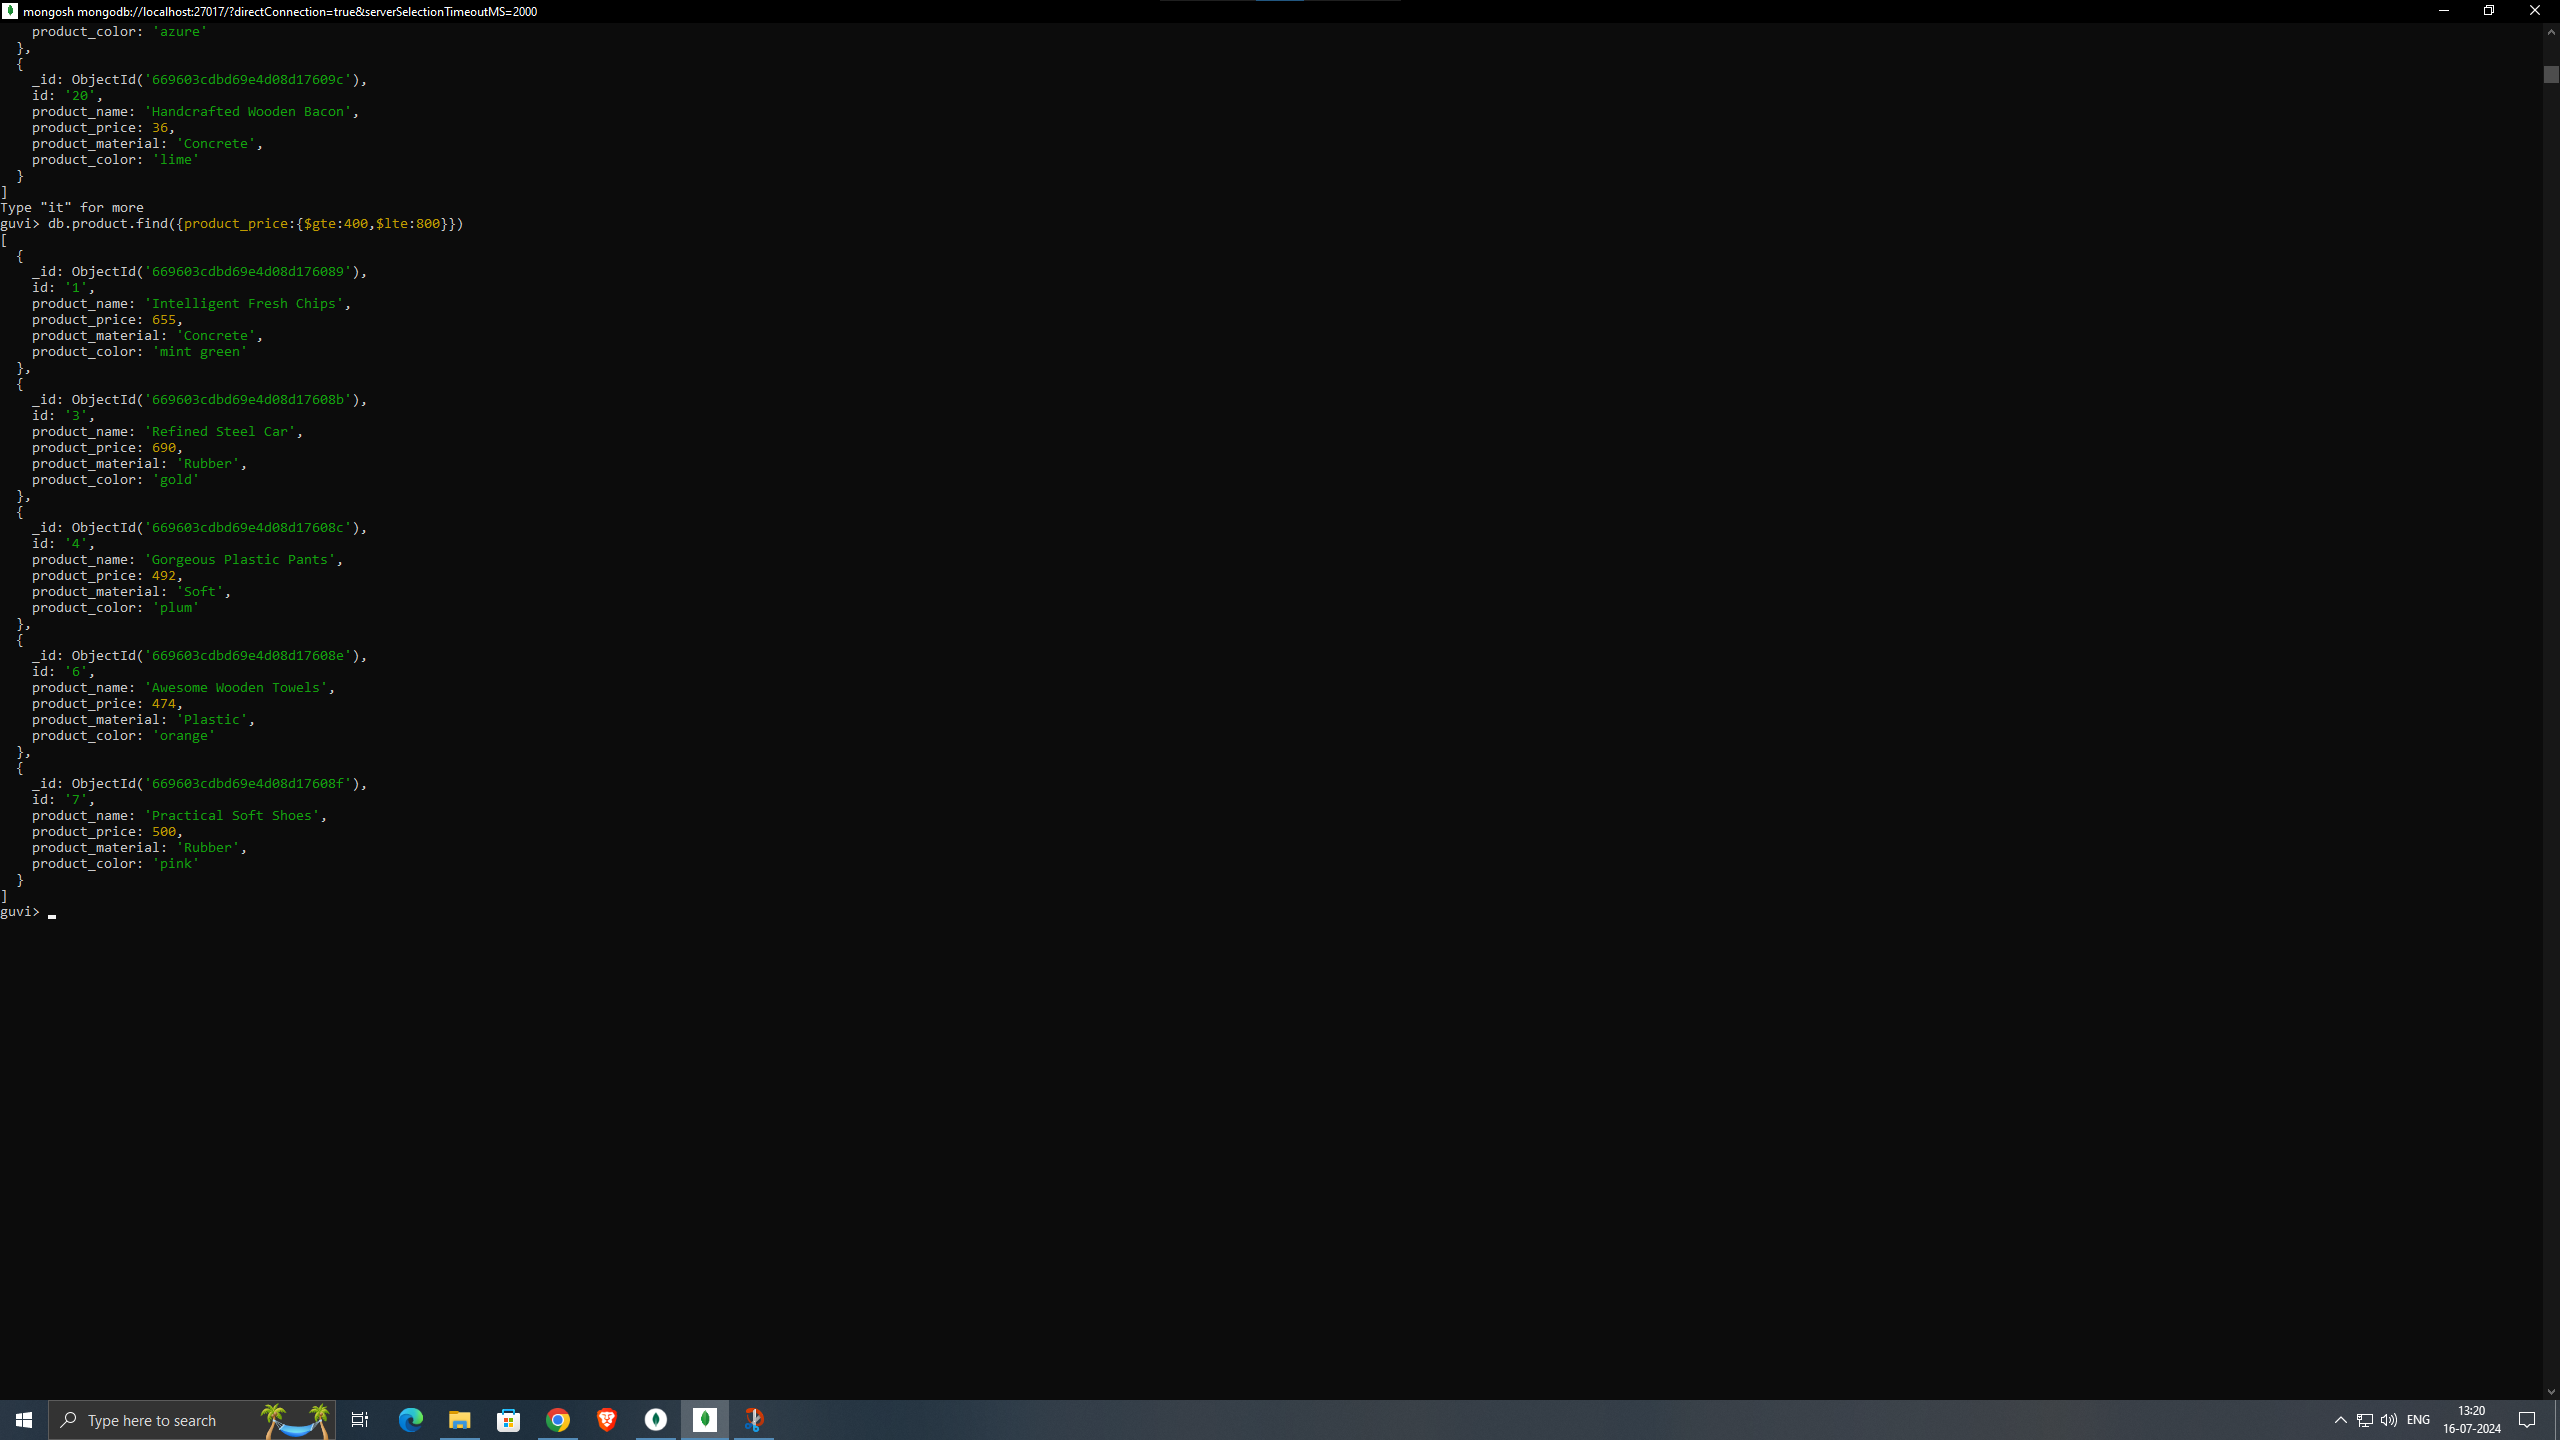 mongosh mongodb://localhost:27017/?directConnection=true&serverSelectionTimeoutMS=2000
    product_color: 'azure'
  },
  {
    _id: ObjectId('669603cdbd69e4d08d17609c'),
    id: '20',
    product_name: 'Handcrafted Wooden Bacon',
    product_price: 36,
    product_material: 'Concrete',
    product_color: 'lime'
  }
]
Type "it" for more
guvi> db.product.find({product_price:{$gte:400,$lte:800}})
[
  {
    _id: ObjectId('669603cdbd69e4d08d176089'),
    id: '1',
    product_name: 'Intelligent Fresh Chips',
    product_price: 655,
    product_material: 'Concrete',
    product_color: 'mint green'
  },
  {
    _id: ObjectId('669603cdbd69e4d08d17608b'),
    id: '3',
    product_name: 'Refined Steel Car',
    product_price: 690,
    product_material: 'Rubber',
    product_color: 'gold'
  },
  {
    _id: ObjectId('669603cdbd69e4d08d17608c'),
    id: '4',
    product_name: 'Gorgeous Plastic Pants',
    product_price: 492,
    product_material: 'Soft',
    product_color: 'plum'
  },
  {
    _id: ObjectId('669603cdbd69e4d08d17608e'),
    id: '6',
    product_name: 'Awesome Wooden Towels',
    product_price: 474,
    product_material: 'Plastic',
    product_color: 'orange'
  },
  {
    _id: ObjectId('669603cdbd69e4d08d17608f'),
    id: '7',
    product_name: 'Practical Soft Shoes',
    product_price: 500,
    product_material: 'Rubber',
    product_color: 'pink'
  }
]
guvi>
Type here to search
ENG
13:20
16-07-2024